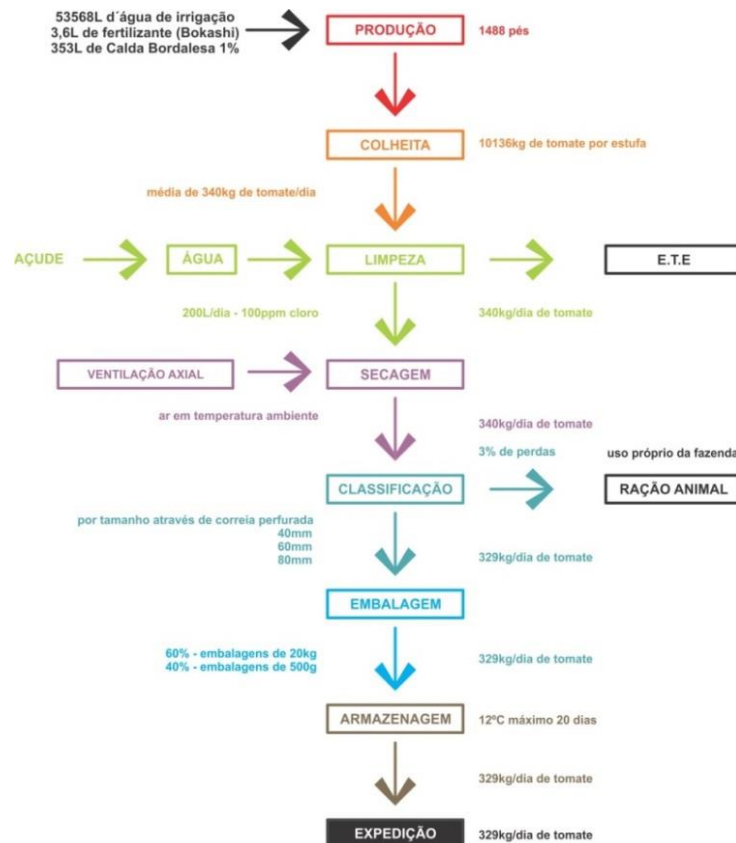 53568L d´água de irrigação
3,6L de fertilizante (Bokashi)
353L de Calda Bordalesa 1%
PRODUÇÃO
1488 pés
COLHEITA
10136kg de tomate por estufa
média de 340kg de tomate/dia
AÇUDE
ÁGUA
LIMPEZA
E.T.E
200L/dia - 100ppm cloro
340kg/dia de tomate
VENTILAÇÃO AXIAL
SECAGEM
ar em temperatura ambiente
340kg/dia de tomate
3% de perdas
uso próprio da fazenda
CLASSIFICAÇÃO
RAÇÃO ANIMAL
por tamanho através de correia perfurada
40mm
60mm
80mm
329kg/dia de tomate
EMBALAGEM
60% - embalagens de 20kg
40% - embalagens de 500g
329kg/dia de tomate
ARMAZENAGEM
12ºC máximo 20 dias
329kg/dia de tomate
EXPEDIÇÃO
329kg/dia de tomate